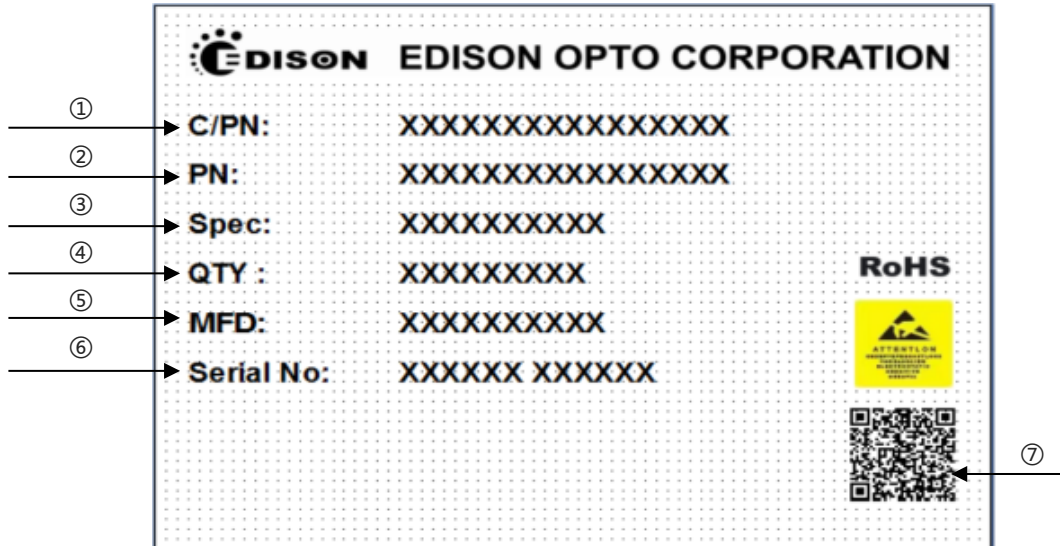 EDISON EDISON OPTO CORPORATION
① C/PN: XXXXXXXXXXXXXXXX
② PN: XXXXXXXXXXXXXXXX
③ Spec: XXXXXXXXXX
④ QTY : XXXXXXXXX
RoHS
⑤ MFD: XXXXXXXXXX
ATTENTLON
⑥ Serial No: XXXXXX XXXXXX
⑦